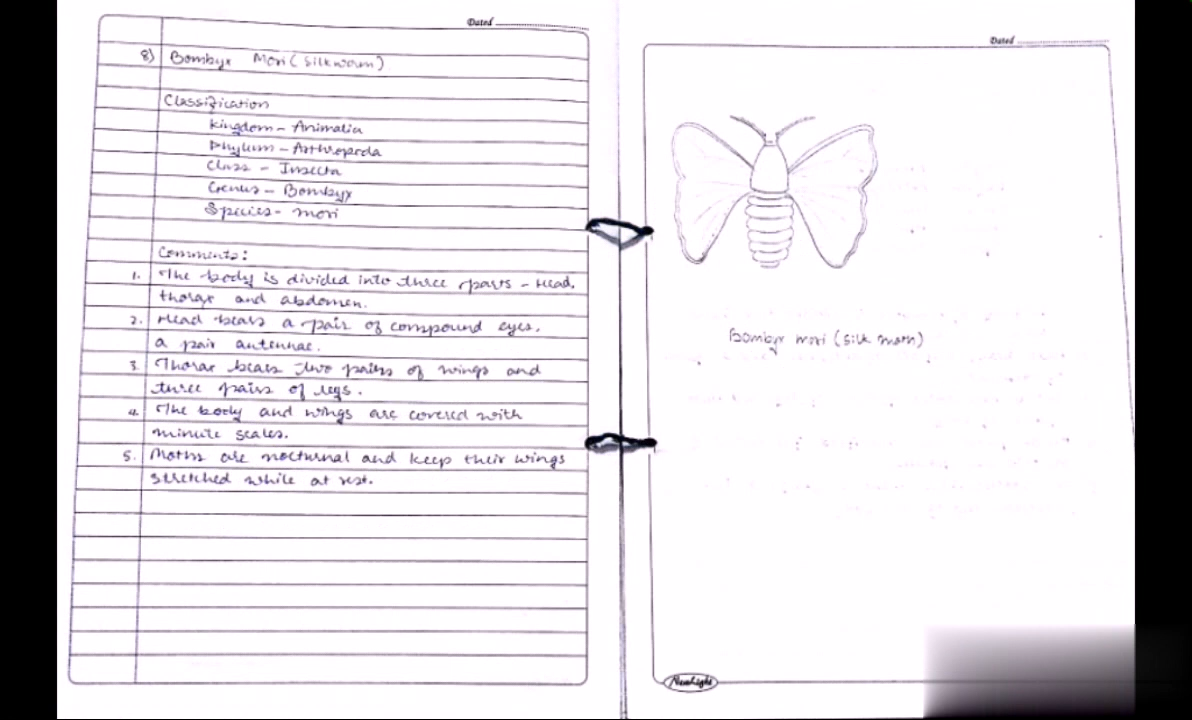 Dated
8) Bombyx Mori (silkworm)
Classification
Kingdom - Animalia
Phylum - Arthropoda
Class - Insecta
Genus - Bombyx
Species - mori
Comments:
1. The body is divided into three parts - Head,
thorax and abdomen.
2. Head bears a pair of compound eyes,
a pair antennae.
3. Thorax bears two pairs of wings and
three pairs of legs.
4. The body and wings are covered with
minute scales.
5. Moths are nocturnal and keep their wings
stretched while at rest.
Dated
Bombyx mori (silk moth)
NewLight